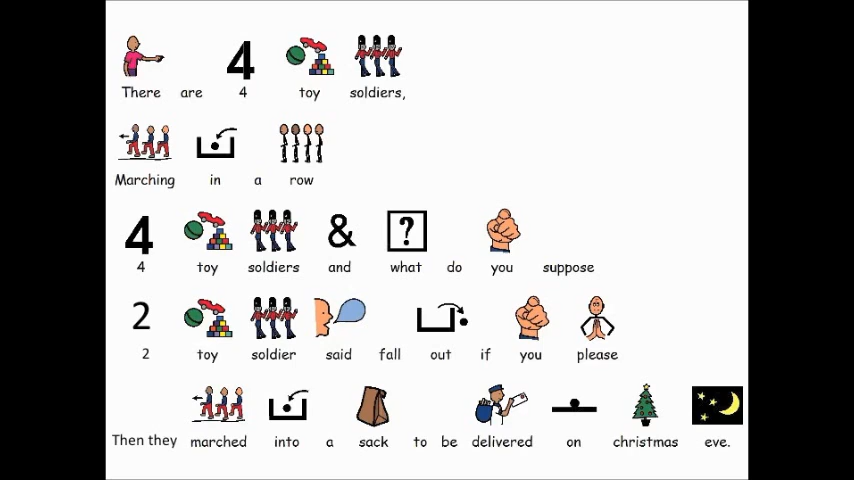 There are 4 toy soldiers,
Marching in a row
4 toy soldiers and what do you suppose
2 toy soldier said fall out if you please
Then they marched into a sack to be delivered on christmas eve.